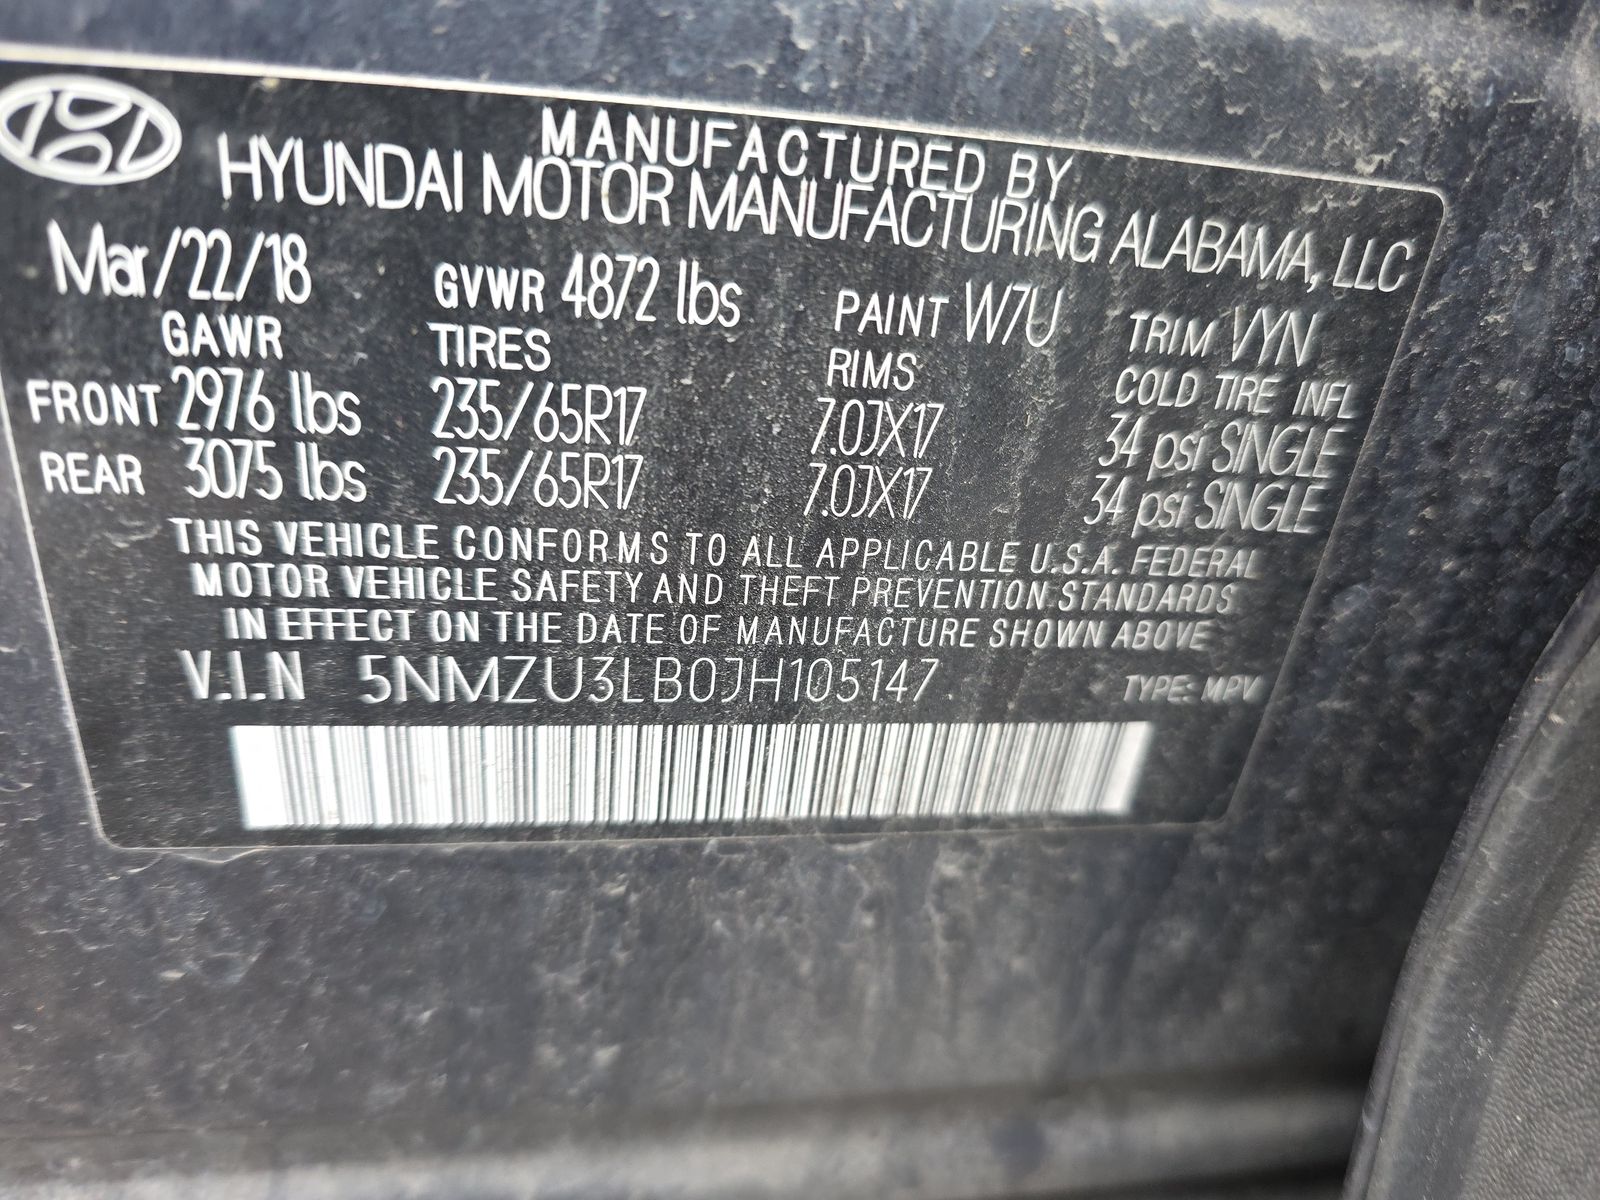 MANUFACTURED BY
HYUNDAI MOTOR MANUFACTURING ALABAMA, LLC
Mar/22/18 GVWR 4872 lbs PAINT W7U TRIM VYN
GAWR TIRES RIMS COLD TIRE INFL
FRONT 2976 lbs 235/65R17 7.0JX17 34 psi SINGLE
REAR 3075 lbs 235/65R17 7.0JX17 34 psi SINGLE
THIS VEHICLE CONFORMS TO ALL APPLICABLE U.S.A. FEDERAL
MOTOR VEHICLE SAFETY AND THEFT PREVENTION STANDARDS
IN EFFECT ON THE DATE OF MANUFACTURE SHOWN ABOVE
V.I.N 5NMZU3LB0JH105147 TYPE: MPV